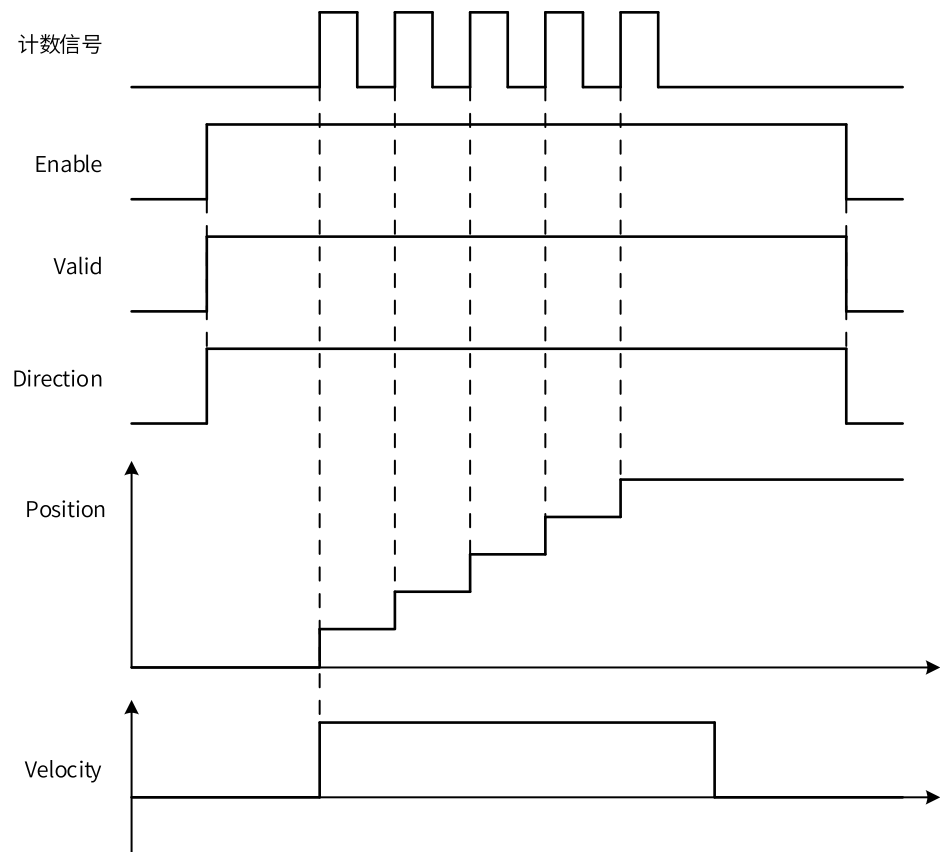 计数信号
Enable
Valid
Direction
Position
Velocity